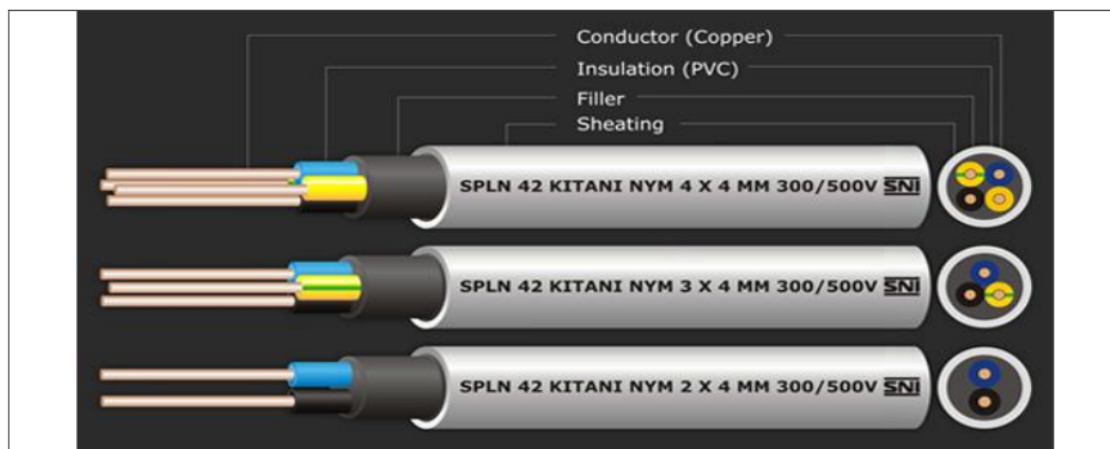 Conductor (Copper)
Insulation (PVC)
Filler
Sheating
SPLN 42 KITANI NYM 4 X 4 MM 300/500V SNI
SPLN 42 KITANI NYM 3 X 4 MM 300/500V SNI
SPLN 42 KITANI NYM 2 X 4 MM 300/500V SNI